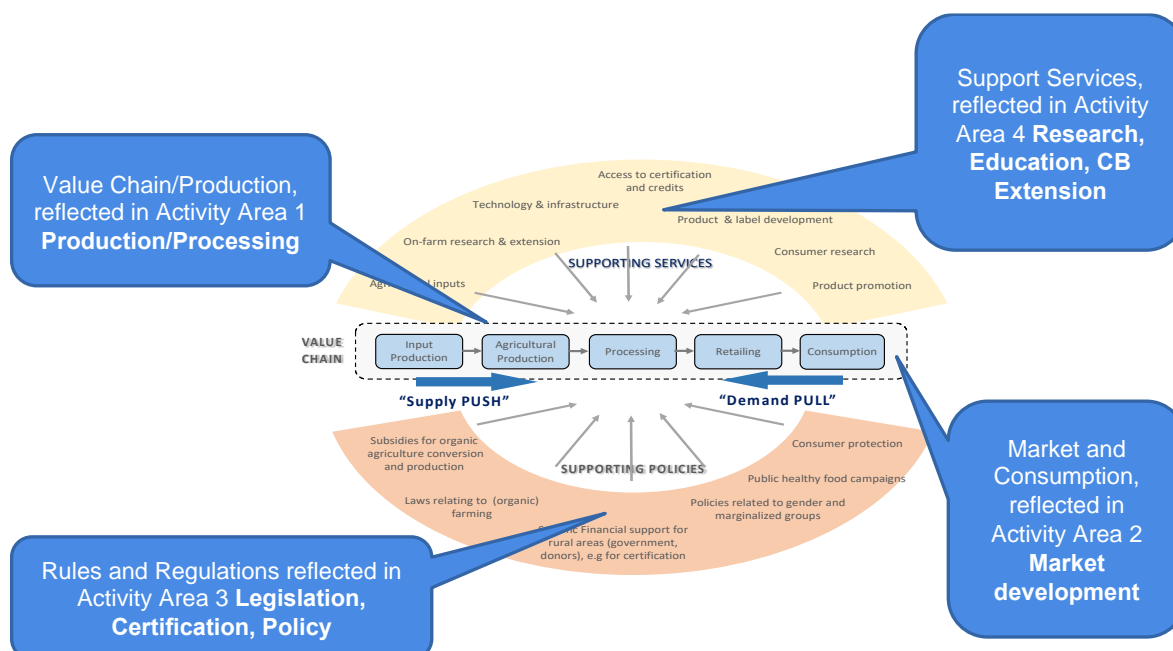 Support Services,
reflected in Activity
Area 4 Research,
Education, CB
Extension
Value Chain/Production,
reflected in Activity Area 1
Production/Processing
Access to certification
and credits
Technology & infrastructure
Product & label development
On-farm research & extension
Consumer research
SUPPORTING SERVICES
inputs
Product promotion
VALUE
CHAIN
Input
Production
Agricultural
Production
Processing
Retailing
Consumption
“Supply PUSH”
“Demand PULL”
Subsidies for organic
agriculture conversion
and production
Consumer protection
SUPPORTING POLICIES
Public healthy food campaigns
Laws relating to (organic)
farming
Policies related to gender and
marginalized groups
Financial support for
rural areas (government,
donors), e.g for certification
Market and
Consumption,
reflected in
Activity Area 2
Market
development
Rules and Regulations reflected in
Activity Area 3 Legislation,
Certification, Policy